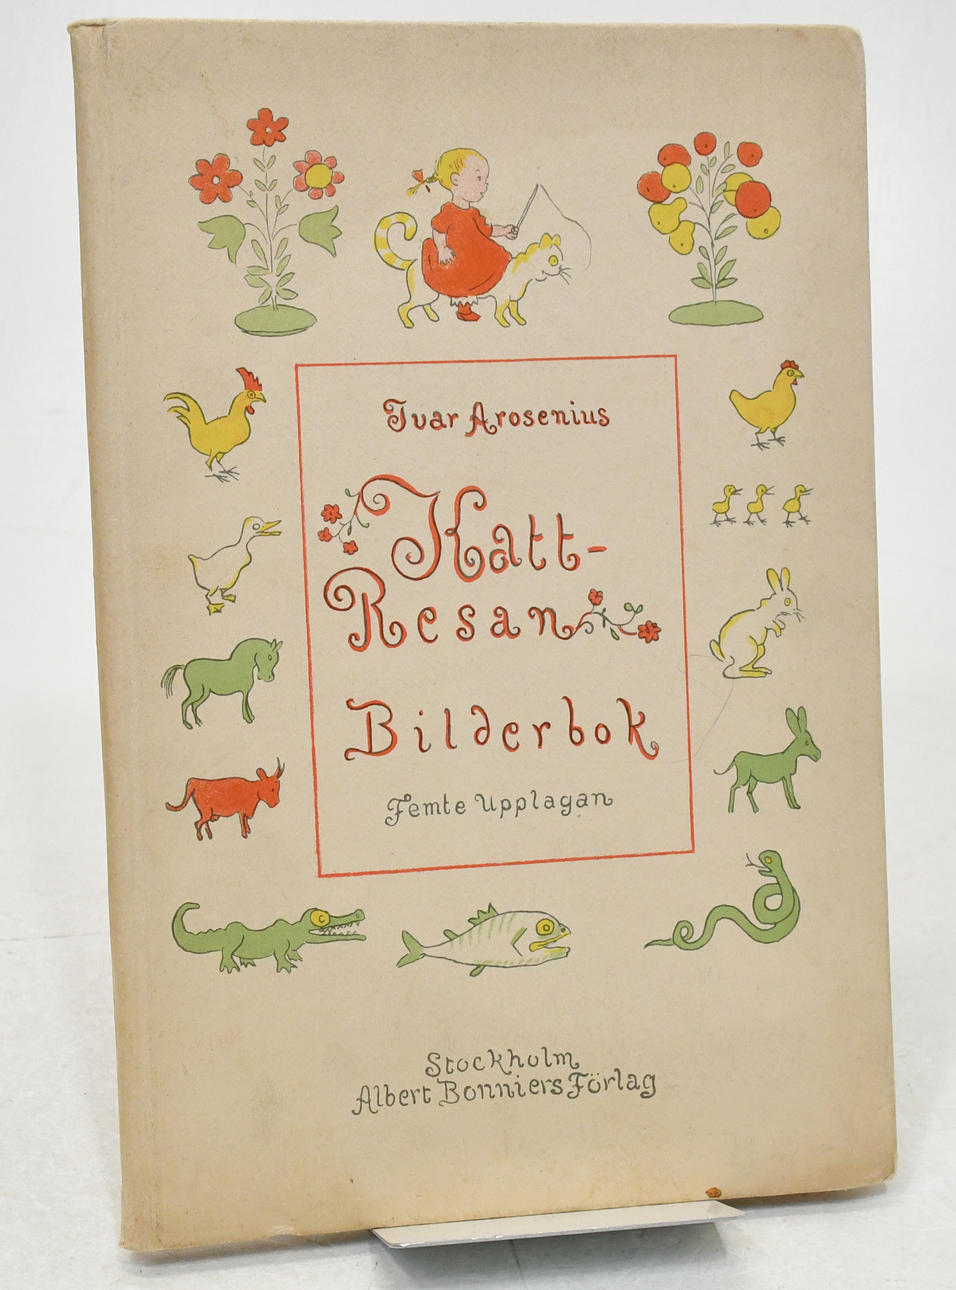 Ivar Arosenius
Katt-
Resan
Bilderbok
Femte Upplagan
Stockholm
Albert Bonniers Förlag